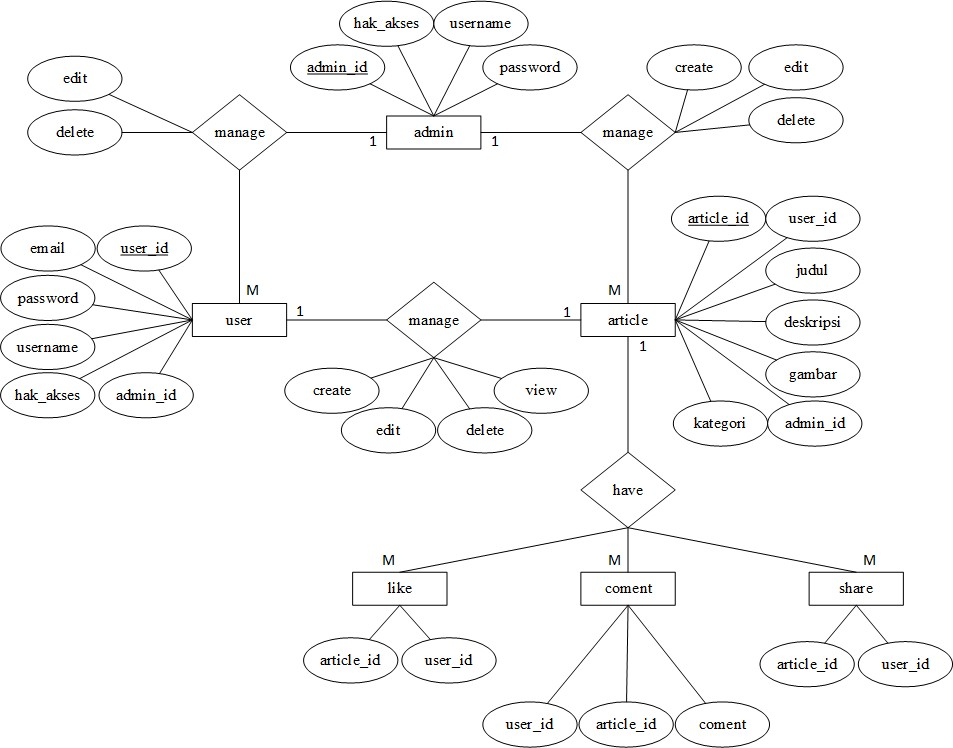 hak_akses
username
admin_id
password
create
edit
edit
delete
delete
manage
1
admin
1
manage
article_id
user_id
email
user_id
judul
password
M
M
user
1
manage
1
article
deskripsi
username
1
gambar
create
view
hak_akses
admin_id
edit
delete
kategori
admin_id
have
M
M
M
like
coment
share
article_id
user_id
article_id
user_id
user_id
article_id
coment